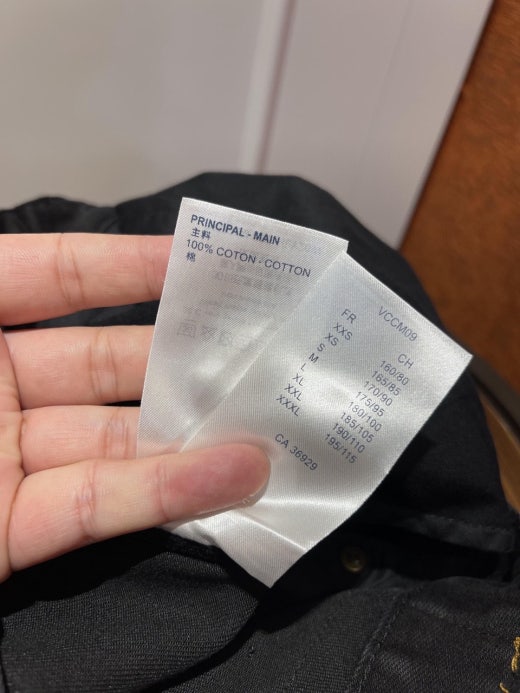 PRINCIPAL - MAIN
主料
100% COTON - COTTON
棉
VCCM09
FR CH
XXS 160/80
XS 165/85
S 170/90
M 175/95
L 180/100
XL 185/105
XXL 190/110
XXXL 195/115
CA 36929